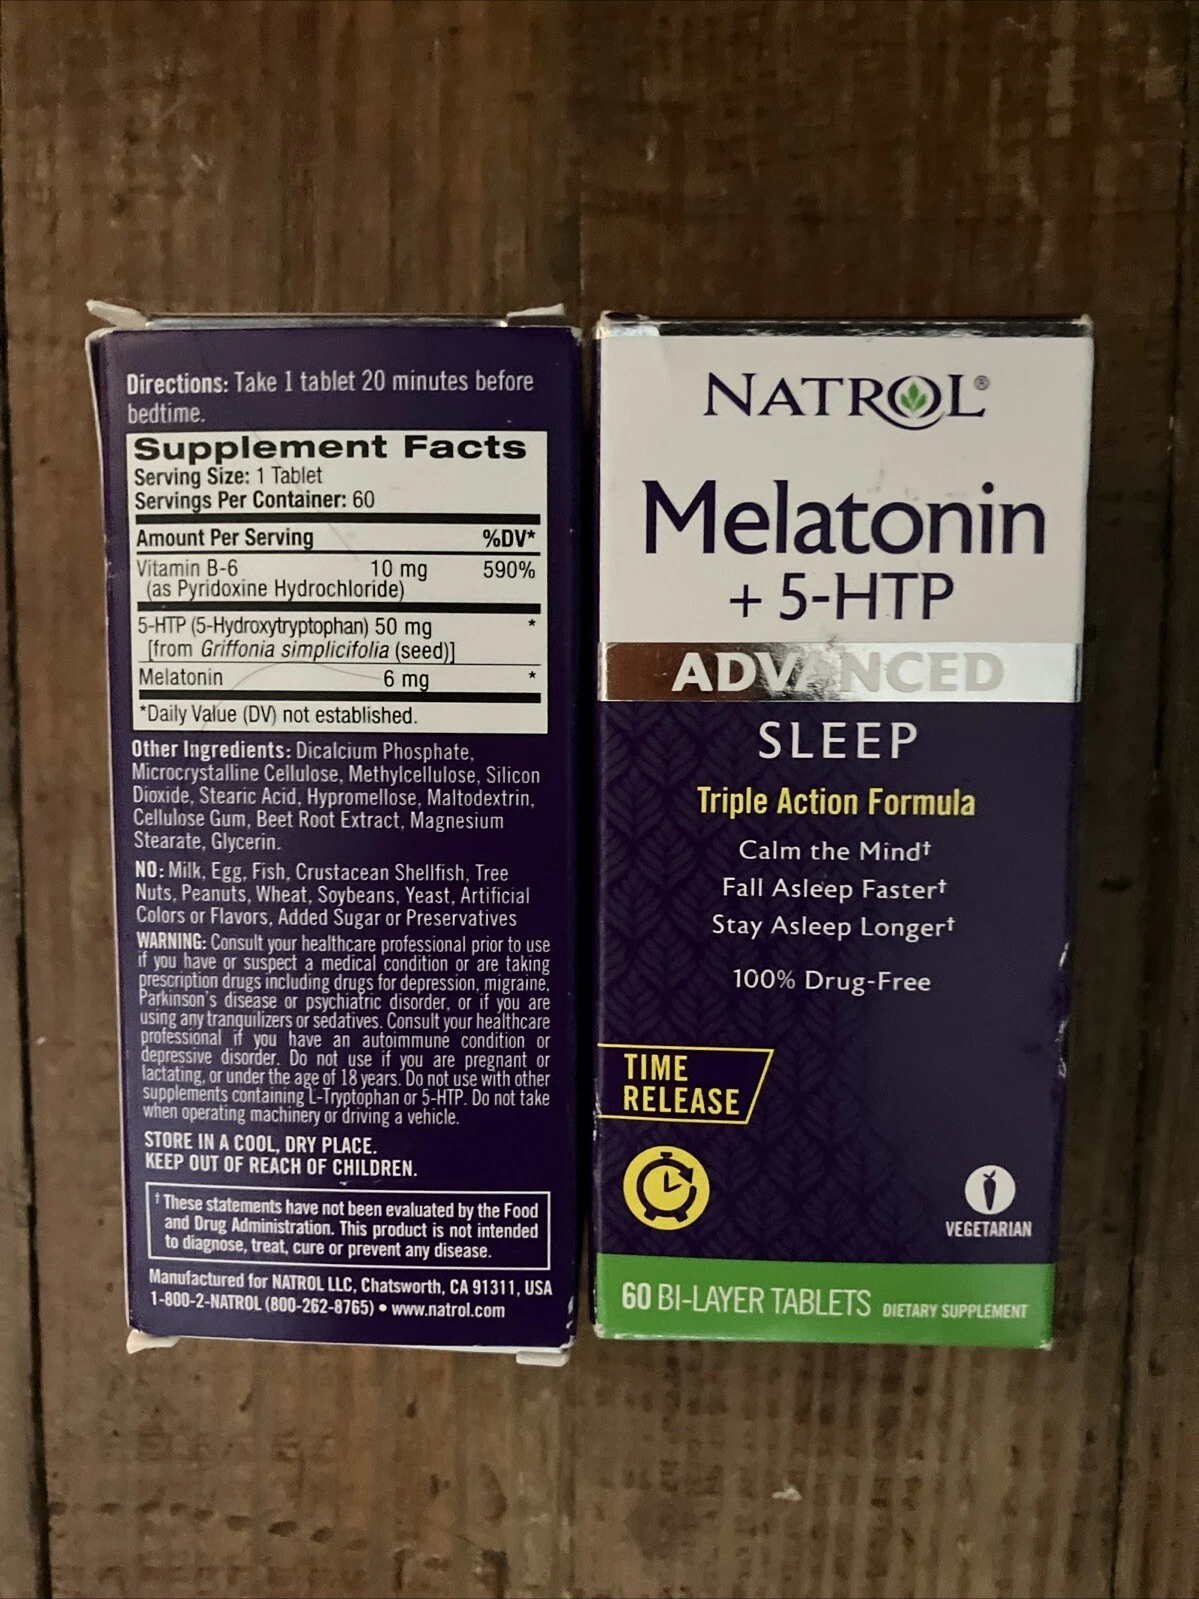 Directions: Take 1 tablet 20 minutes before
bedtime.
Supplement Facts
Serving Size: 1 Tablet
Servings Per Container: 60
Amount Per Serving %DV*
Vitamin B-6 10 mg 590%
(as Pyridoxine Hydrochloride)
5-HTP (5-Hydroxytryptophan) 50 mg *
[from Griffonia simplicifolia (seed)]
Melatonin 6 mg *
*Daily Value (DV) not established.
Other Ingredients: Dicalcium Phosphate,
Microcrystalline Cellulose, Methylcellulose, Silicon
Dioxide, Stearic Acid, Hypromellose, Maltodextrin,
Cellulose Gum, Beet Root Extract, Magnesium
Stearate, Glycerin.
NO: Milk, Egg, Fish, Crustacean Shellfish, Tree
Nuts, Peanuts, Wheat, Soybeans, Yeast, Artificial
Colors or Flavors, Added Sugar or Preservatives
WARNING: Consult your healthcare professional prior to use
if you have or suspect a medical condition or are taking
prescription drugs including drugs for depression, migraine,
Parkinson's disease or psychiatric disorder, or if you are
using any tranquilizers or sedatives. Consult your healthcare
professional if you have an autoimmune condition or
depressive disorder. Do not use if you are pregnant or
lactating, or under the age of 18 years. Do not use with other
supplements containing L-Tryptophan or 5-HTP. Do not take
when operating machinery or driving a vehicle.
STORE IN A COOL, DRY PLACE.
KEEP OUT OF REACH OF CHILDREN.
† These statements have not been evaluated by the Food
and Drug Administration. This product is not intended
to diagnose, treat, cure or prevent any disease.
Manufactured for NATROL LLC, Chatsworth, CA 91311, USA
1-800-2-NATROL (800-262-8765) • www.natrol.com
NATROL®
Melatonin
+ 5-HTP
ADVANCED
SLEEP
Triple Action Formula
Calm the Mind†
Fall Asleep Faster†
Stay Asleep Longer†
100% Drug-Free
TIME
RELEASE
VEGETARIAN
60 BI-LAYER TABLETS DIETARY SUPPLEMENT